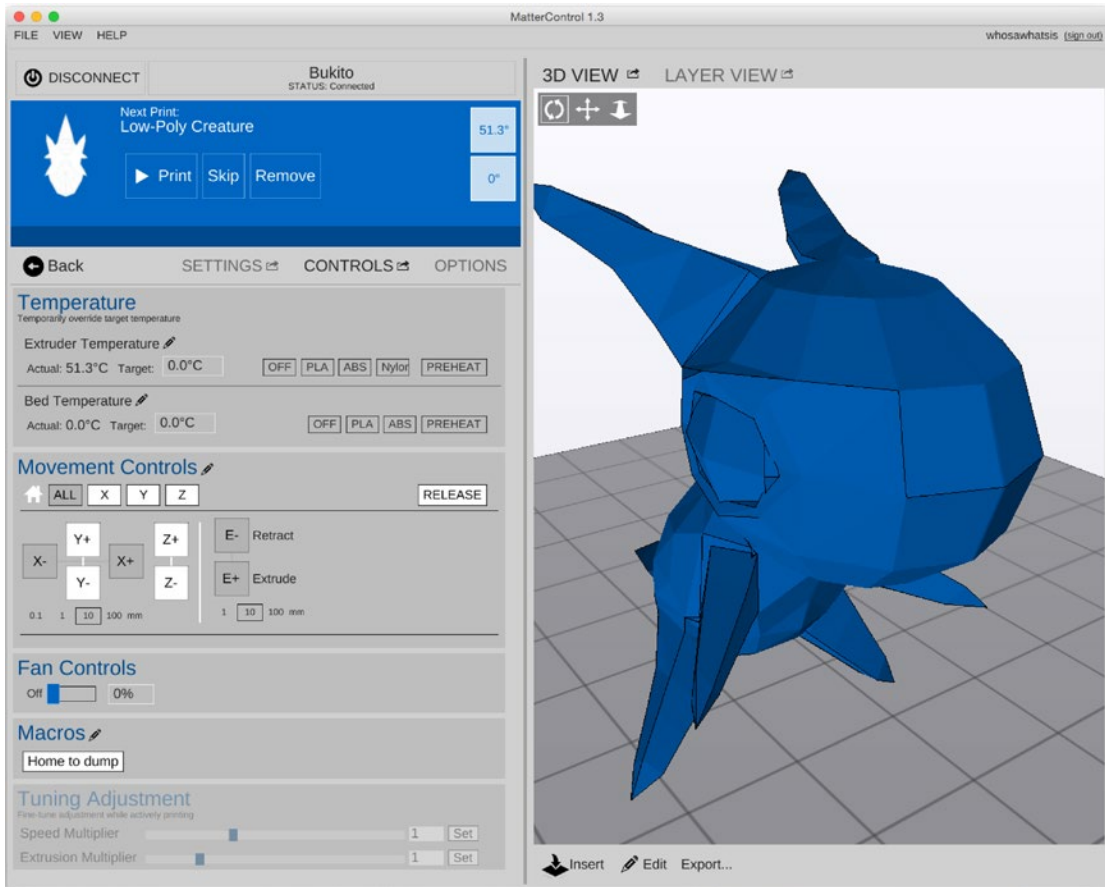 MatterControl 1.3
FILE VIEW HELP
whosawhatsis (sign out)
DISCONNECT
Bukito
STATUS: Connected
Next Print:
Low-Poly Creature
51.3°
Print Skip Remove
0°
Back SETTINGS CONTROLS OPTIONS
Temperature
Temporarily override target temperature
Extruder Temperature
Actual: 51.3°C Target: 0.0°C OFF PLA ABS Nylor PREHEAT
Bed Temperature
Actual: 0.0°C Target: 0.0°C OFF PLA ABS PREHEAT
Movement Controls
ALL X Y Z RELEASE
Y+ Z+ E- Retract
X- X+
Y- Z- E+ Extrude
0.1 1 10 100 mm 1 10 100 mm
Fan Controls
Off 0%
Macros
Home to dump
Tuning Adjustment
Fine-tune adjustment while actively printing
Speed Multiplier 1 Set
Extrusion Multiplier 1 Set
3D VIEW LAYER VIEW
Insert Edit Export...